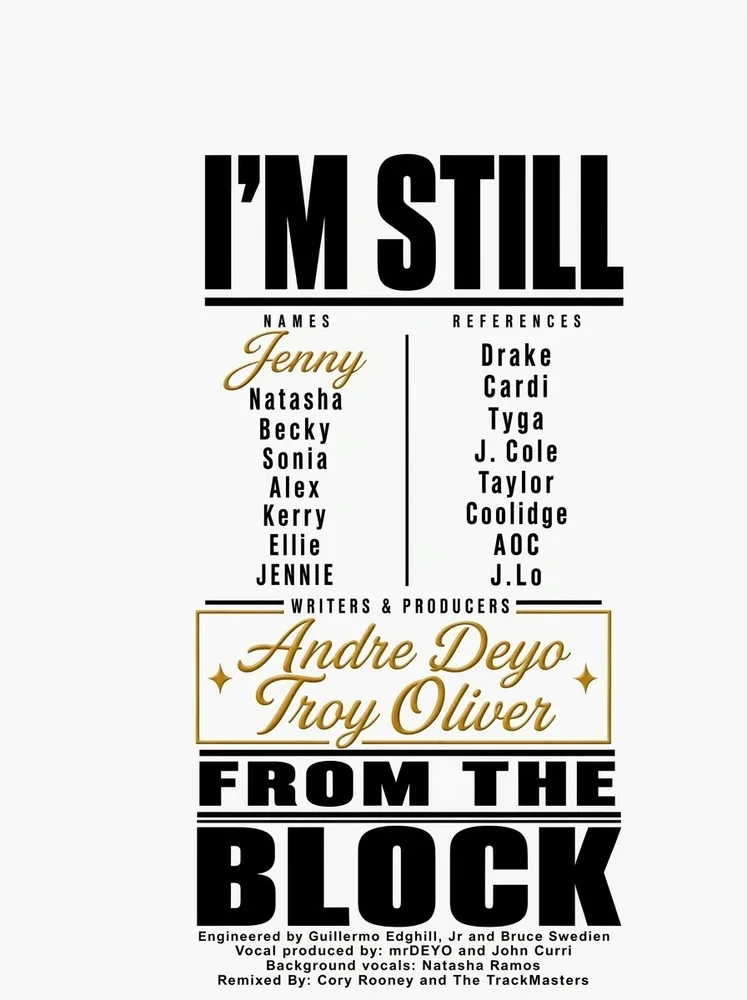 I'M STILL
NAMES
Jenny
Natasha
Becky
Sonia
Alex
Kerry
Ellie
JENNIE
REFERENCES
Drake
Cardi
Tyga
J. Cole
Taylor
Coolidge
AOC
J.Lo
WRITERS & PRODUCERS
Andre Deyo
Troy Oliver
FROM THE
BLOCK
Engineered by Guillermo Edghill, Jr and Bruce Swedien
Vocal produced by: mrDEYO and John Curri
Background vocals: Natasha Ramos
Remixed By: Cory Rooney and The TrackMasters